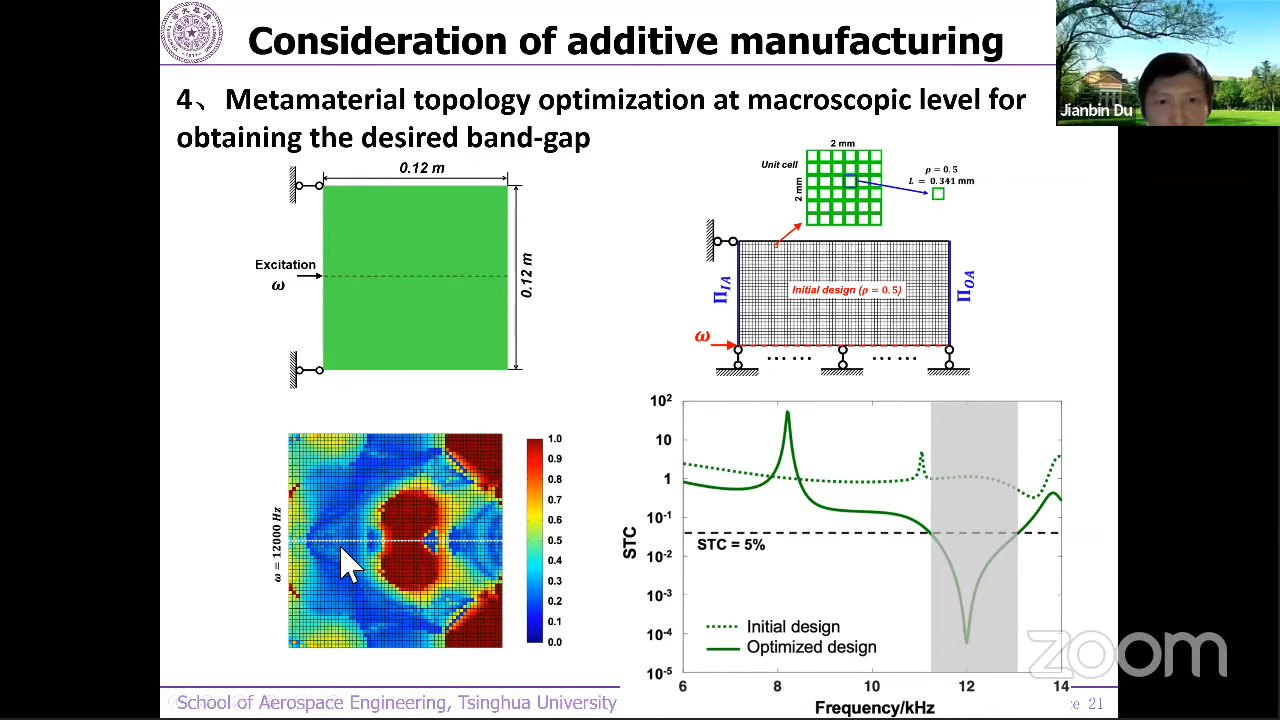 Consideration of additive manufacturing
4、Metamaterial topology optimization at macroscopic level for
obtaining the desired band-gap
Jianbin Du
0.12 m
0.12 m
Excitation
ω
2 mm
Unit cell
2 mm
ρ = 0.5
L = 0.341 mm
Π_IA
Initial design (ρ = 0.5)
Π_OA
ω
ω = 12000 Hz
1.0
0.9
0.8
0.7
0.6
0.5
0.4
0.3
0.2
0.1
0.0
STC
10²
10
1
10⁻¹
10⁻²
10⁻³
10⁻⁴
10⁻⁵
STC = 5%
Initial design
Optimized design
6 8 10 12 14
Frequency/kHz
zoom
School of Aerospace Engineering, Tsinghua University
21